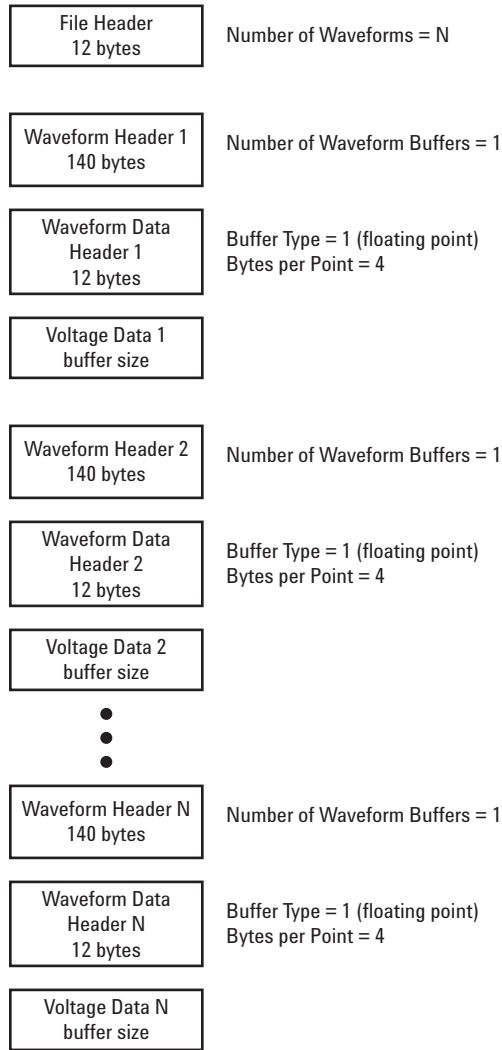 File Header
12 bytes
Number of Waveforms = N
Waveform Header 1
140 bytes
Number of Waveform Buffers = 1
Waveform Data
Header 1
12 bytes
Buffer Type = 1 (floating point)
Bytes per Point = 4
Voltage Data 1
buffer size
Waveform Header 2
140 bytes
Number of Waveform Buffers = 1
Waveform Data
Header 2
12 bytes
Buffer Type = 1 (floating point)
Bytes per Point = 4
Voltage Data 2
buffer size
Waveform Header N
140 bytes
Number of Waveform Buffers = 1
Waveform Data
Header N
12 bytes
Buffer Type = 1 (floating point)
Bytes per Point = 4
Voltage Data N
buffer size